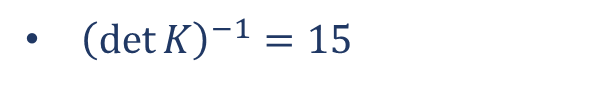 • (det K)⁻¹ = 15